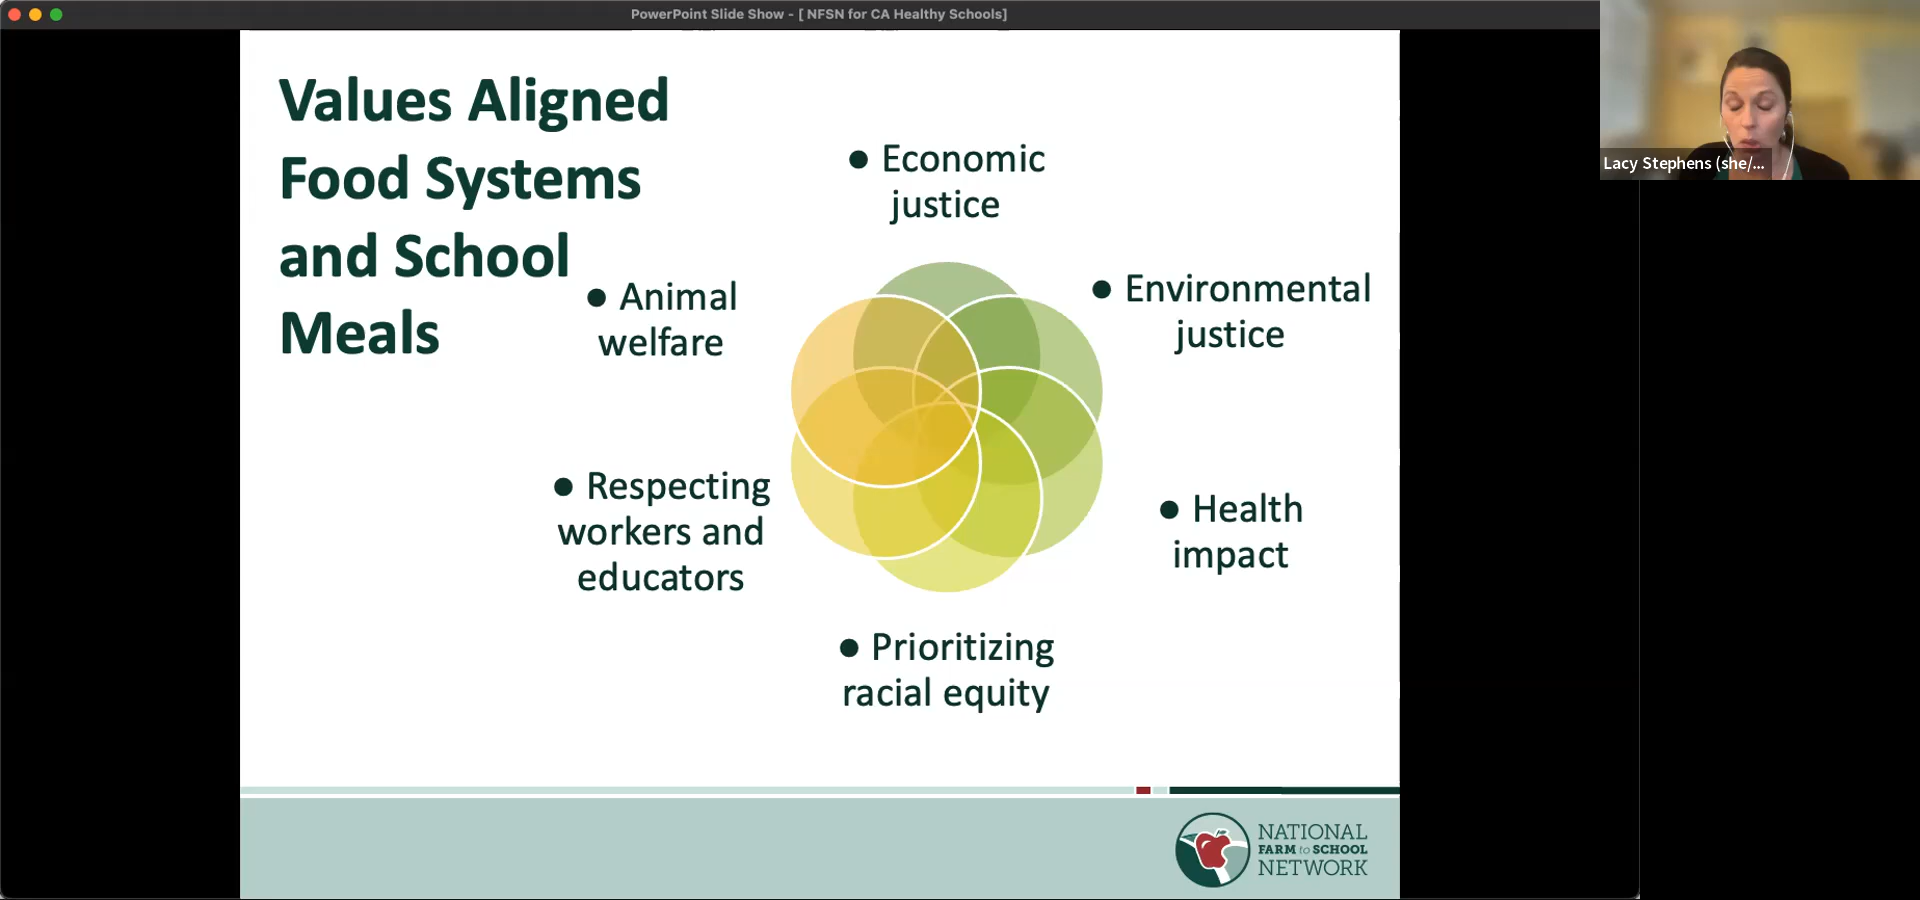 PowerPoint Slide Show - [ NFSN for CA Healthy Schools]
Values Aligned
Food Systems
and School
Meals
● Economic
justice
● Environmental
justice
● Health
impact
● Prioritizing
racial equity
● Respecting
workers and
educators
● Animal
welfare
NATIONAL
FARM to SCHOOL
NETWORK
Lacy Stephens (she/...